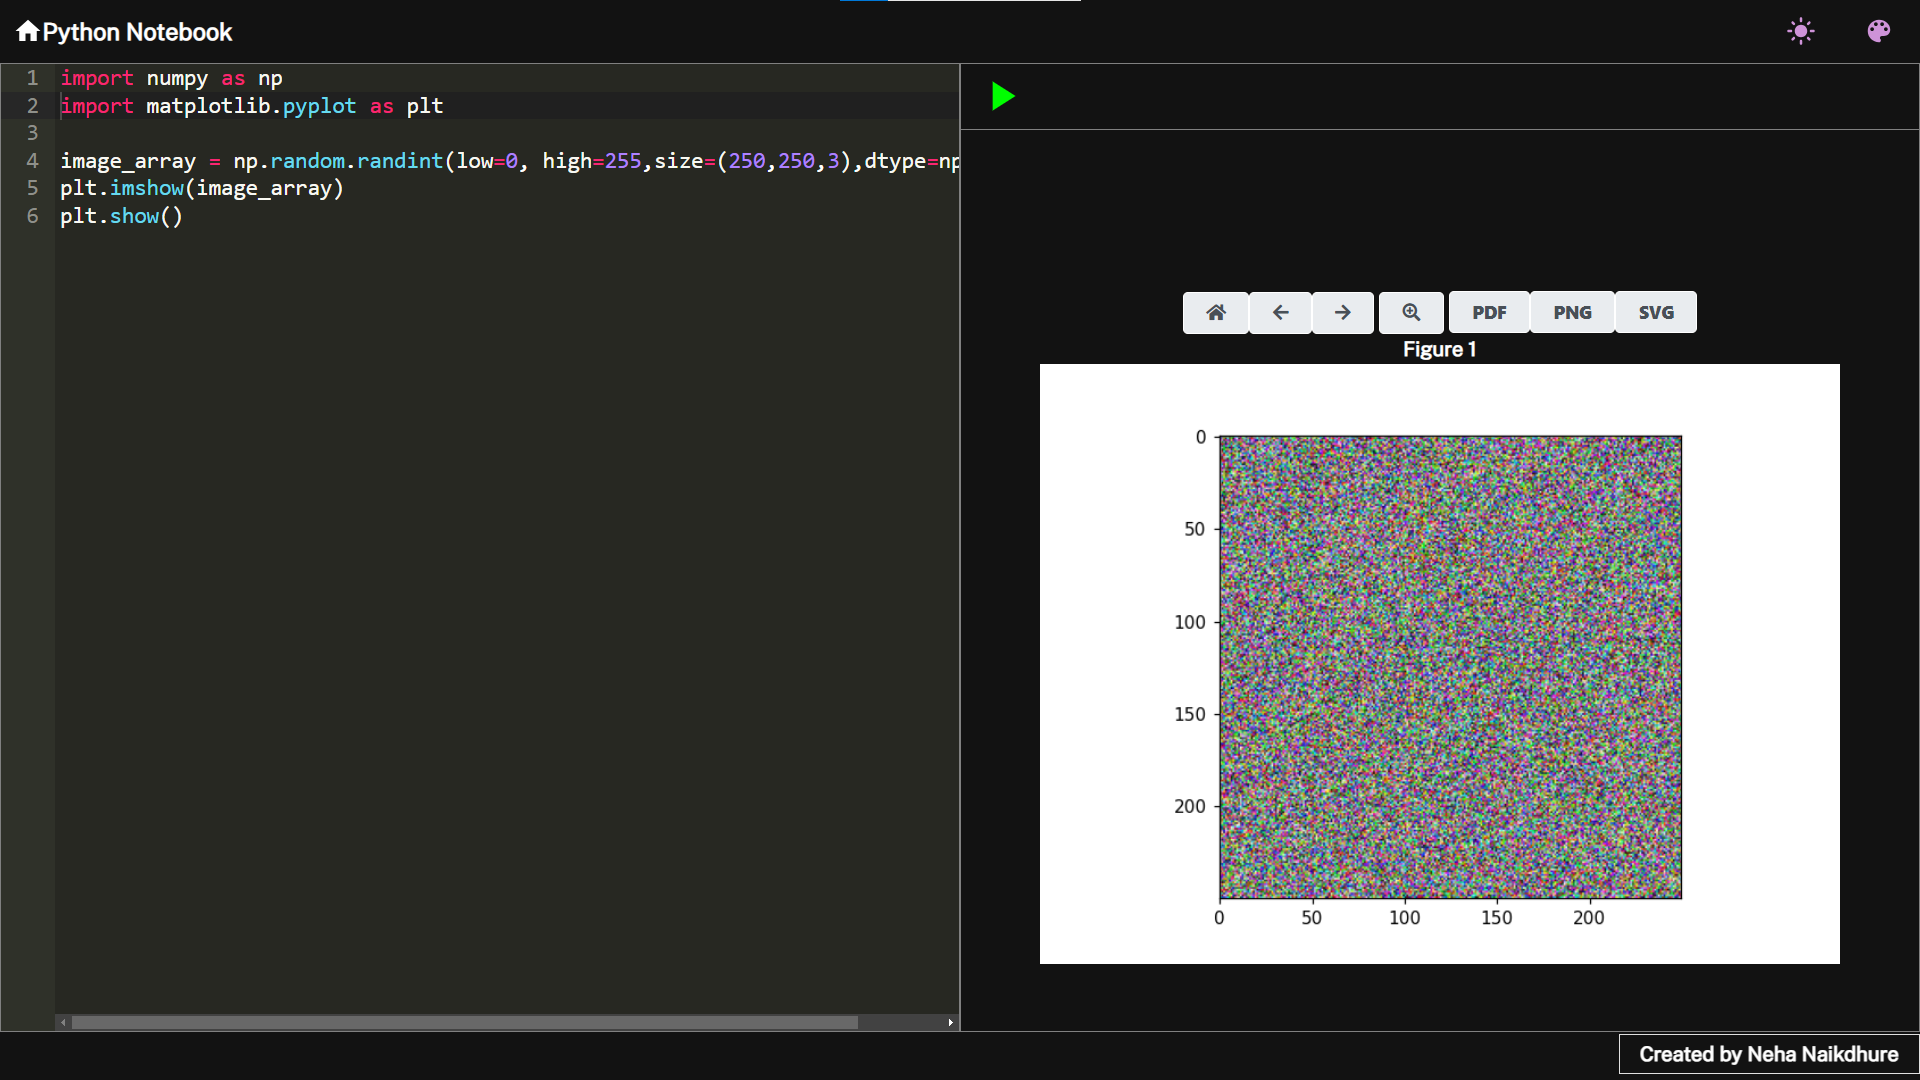 Python Notebook
1 import numpy as np
2 import matplotlib.pyplot as plt
3
4 image_array = np.random.randint(low=0, high=255,size=(250,250,3),dtype=np
5 plt.imshow(image_array)
6 plt.show()
PDF PNG SVG
Figure 1
0
50
100
150
200
0 50 100 150 200
Created by Neha Naikdhure